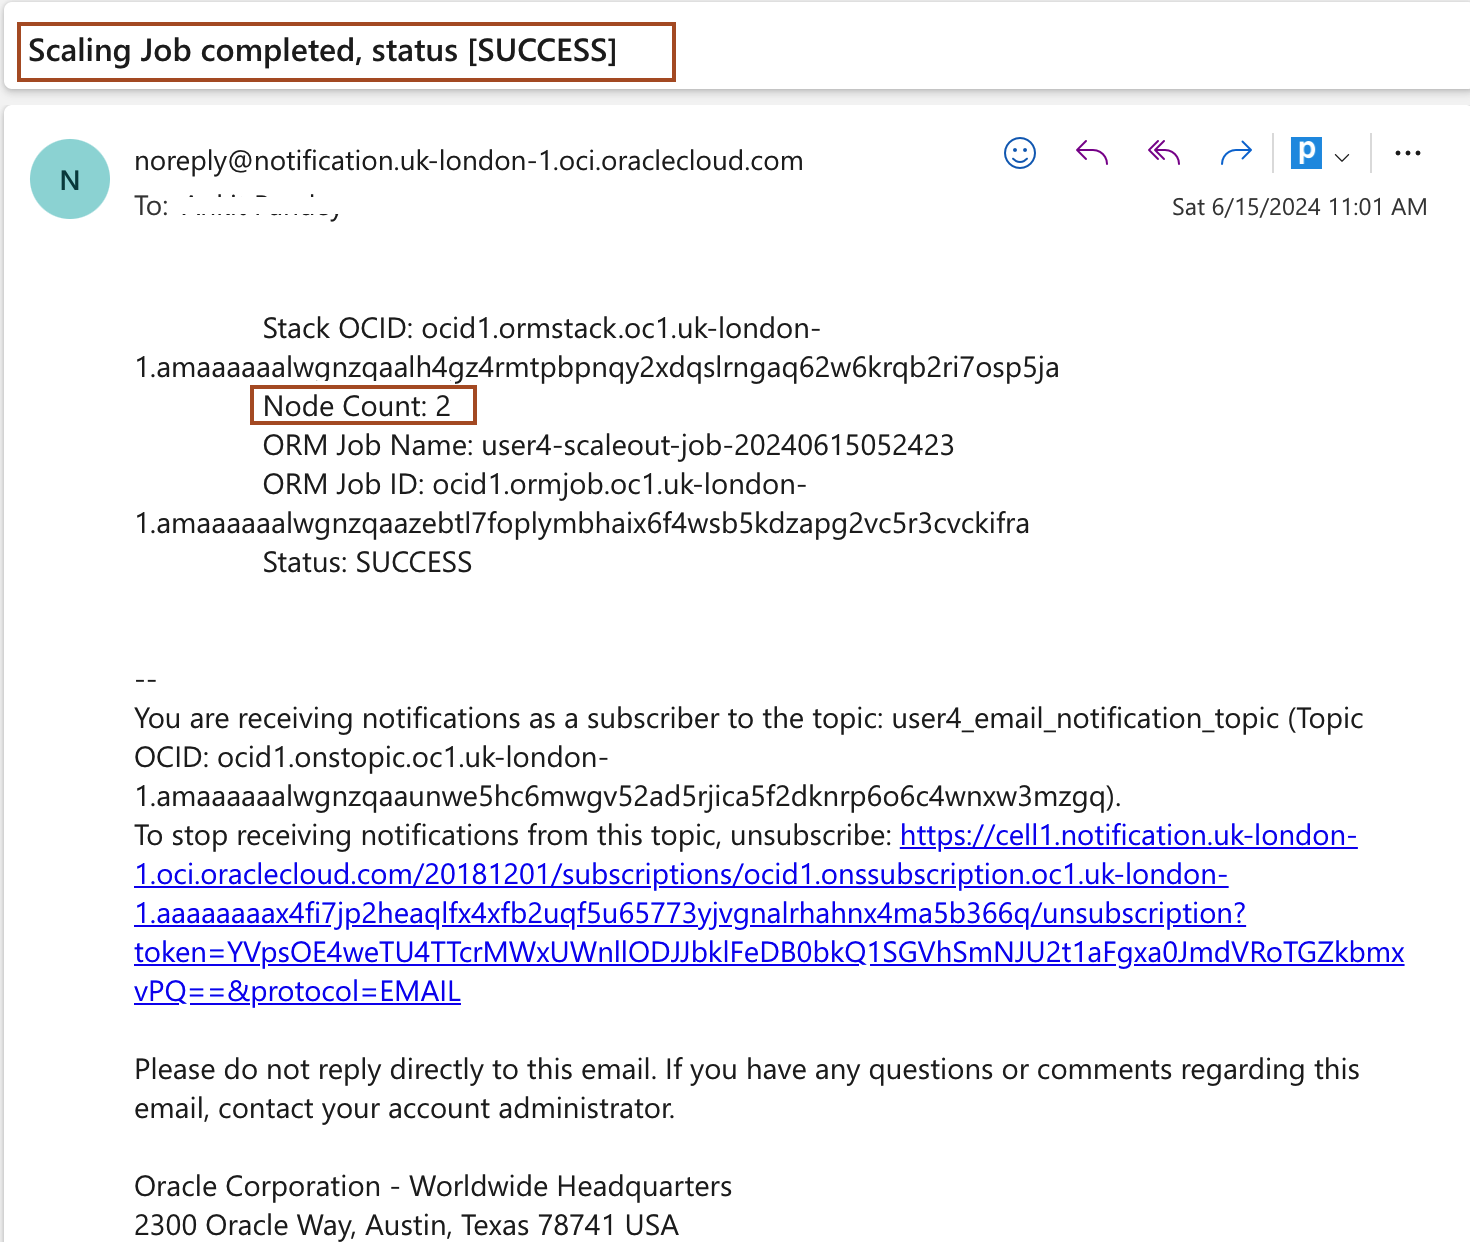 Scaling Job completed, status [SUCCESS]
N
noreply@notification.uk-london-1.oci.oraclecloud.com
p
To:
Sat 6/15/2024 11:01 AM
Stack OCID: ocid1.ormstack.oc1.uk-london-
1.amaaaaaalwgnzqaalh4gz4rmtpbpnqy2xdqslrngaq62w6krqb2ri7osp5ja
Node Count: 2
ORM Job Name: user4-scaleout-job-20240615052423
ORM Job ID: ocid1.ormjob.oc1.uk-london-
1.amaaaaaalwgnzqaazebtl7foplymbhaix6f4wsb5kdzapg2vc5r3cvckifra
Status: SUCCESS
--
You are receiving notifications as a subscriber to the topic: user4_email_notification_topic (Topic
OCID: ocid1.onstopic.oc1.uk-london-
1.amaaaaaalwgnzqaaunwe5hc6mwgv52ad5rjica5f2dknrp6o6c4wnxw3mzgq).
To stop receiving notifications from this topic, unsubscribe: https://cell1.notification.uk-london-
1.oci.oraclecloud.com/20181201/subscriptions/ocid1.onssubscription.oc1.uk-london-
1.aaaaaaaax4fi7jp2heaqlfx4xfb2uqf5u65773yjvgnalrhahnx4ma5b366q/unsubscription?
token=YVpsOE4weTU4TTcrMWxUWnllODJJbklFeDB0bkQ1SGVhSmNJU2t1aFgxa0JmdVRoTGZkbmx
vPQ==&protocol=EMAIL
Please do not reply directly to this email. If you have any questions or comments regarding this
email, contact your account administrator.
Oracle Corporation - Worldwide Headquarters
2300 Oracle Way, Austin, Texas 78741 USA